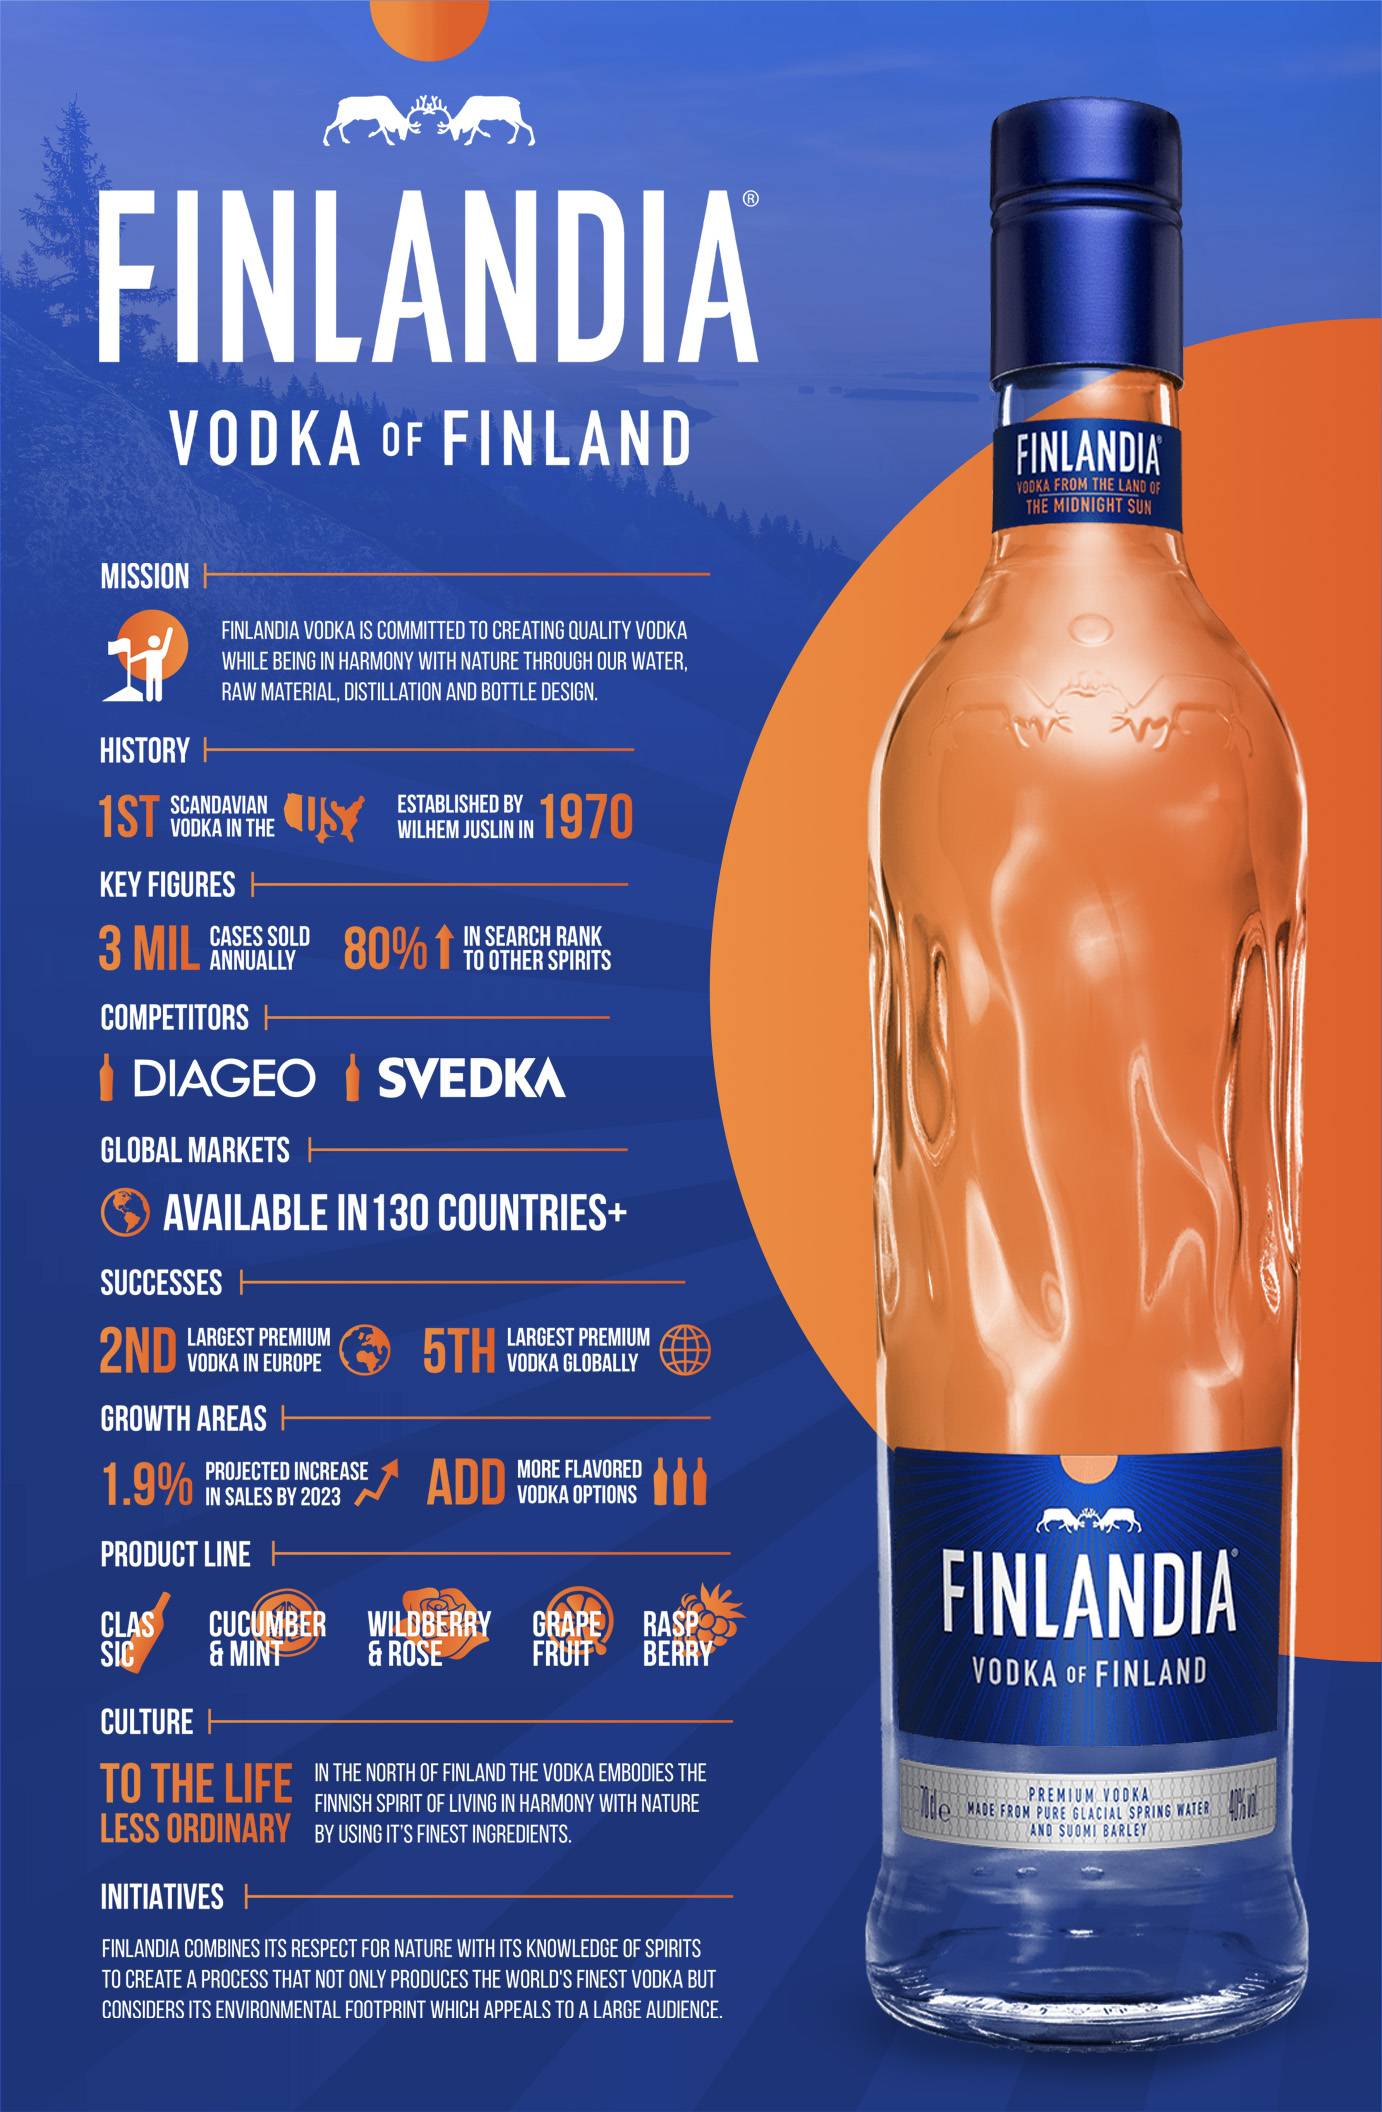 FINLANDIA®
VODKA OF FINLAND
MISSION
FINLANDIA VODKA IS COMMITTED TO CREATING QUALITY VODKA
WHILE BEING IN HARMONY WITH NATURE THROUGH OUR WATER,
RAW MATERIAL, DISTILLATION AND BOTTLE DESIGN.
HISTORY
1ST SCANDAVIAN
VODKA IN THE US
ESTABLISHED BY
WILHEM JUSLIN IN 1970
KEY FIGURES
3 MIL CASES SOLD
ANNUALLY
80% IN SEARCH RANK
TO OTHER SPIRITS
COMPETITORS
DIAGEO SVEDKA
GLOBAL MARKETS
AVAILABLE IN 130 COUNTRIES+
SUCCESSES
2ND LARGEST PREMIUM
VODKA IN EUROPE
5TH LARGEST PREMIUM
VODKA GLOBALLY
GROWTH AREAS
1.9% PROJECTED INCREASE
IN SALES BY 2023
ADD MORE FLAVORED
VODKA OPTIONS
PRODUCT LINE
CLAS
SIC
CUCUMBER
& MINT
WILDBERRY
& ROSE
GRAPE
FRUIT
RASP
BERRY
CULTURE
TO THE LIFE
LESS ORDINARY
IN THE NORTH OF FINLAND THE VODKA EMBODIES THE
FINNISH SPIRIT OF LIVING IN HARMONY WITH NATURE
BY USING IT'S FINEST INGREDIENTS.
INITIATIVES
FINLANDIA COMBINES ITS RESPECT FOR NATURE WITH ITS KNOWLEDGE OF SPIRITS
TO CREATE A PROCESS THAT NOT ONLY PRODUCES THE WORLD'S FINEST VODKA BUT
CONSIDERS ITS ENVIRONMENTAL FOOTPRINT WHICH APPEALS TO A LARGE AUDIENCE.
FINLANDIA®
VODKA FROM THE LAND OF
THE MIDNIGHT SUN
FINLANDIA®
VODKA OF FINLAND
70cl e
PREMIUM VODKA
MADE FROM PURE GLACIAL SPRING WATER
AND SUOMI BARLEY
40% vol